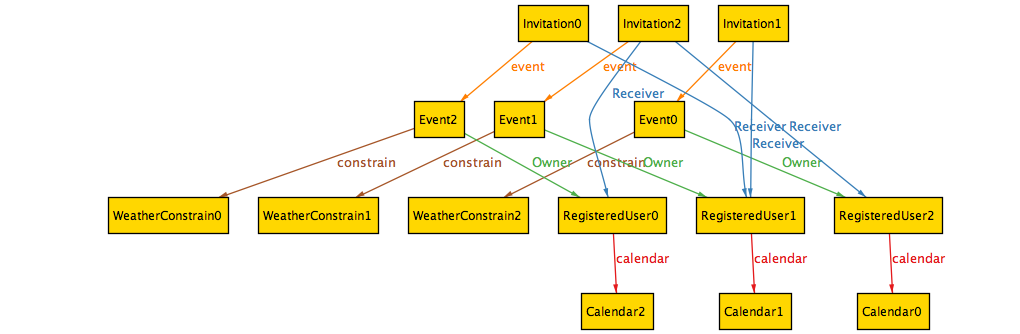 Invitation0 Invitation2 Invitation1
event event event
Receiver
Event2 Event1 Event0
Receiver Receiver
Receiver
constrain constrain Owner constrain Owner Owner
WeatherConstrain0 WeatherConstrain1 WeatherConstrain2 RegisteredUser0 RegisteredUser1 RegisteredUser2
calendar calendar calendar
Calendar2 Calendar1 Calendar0